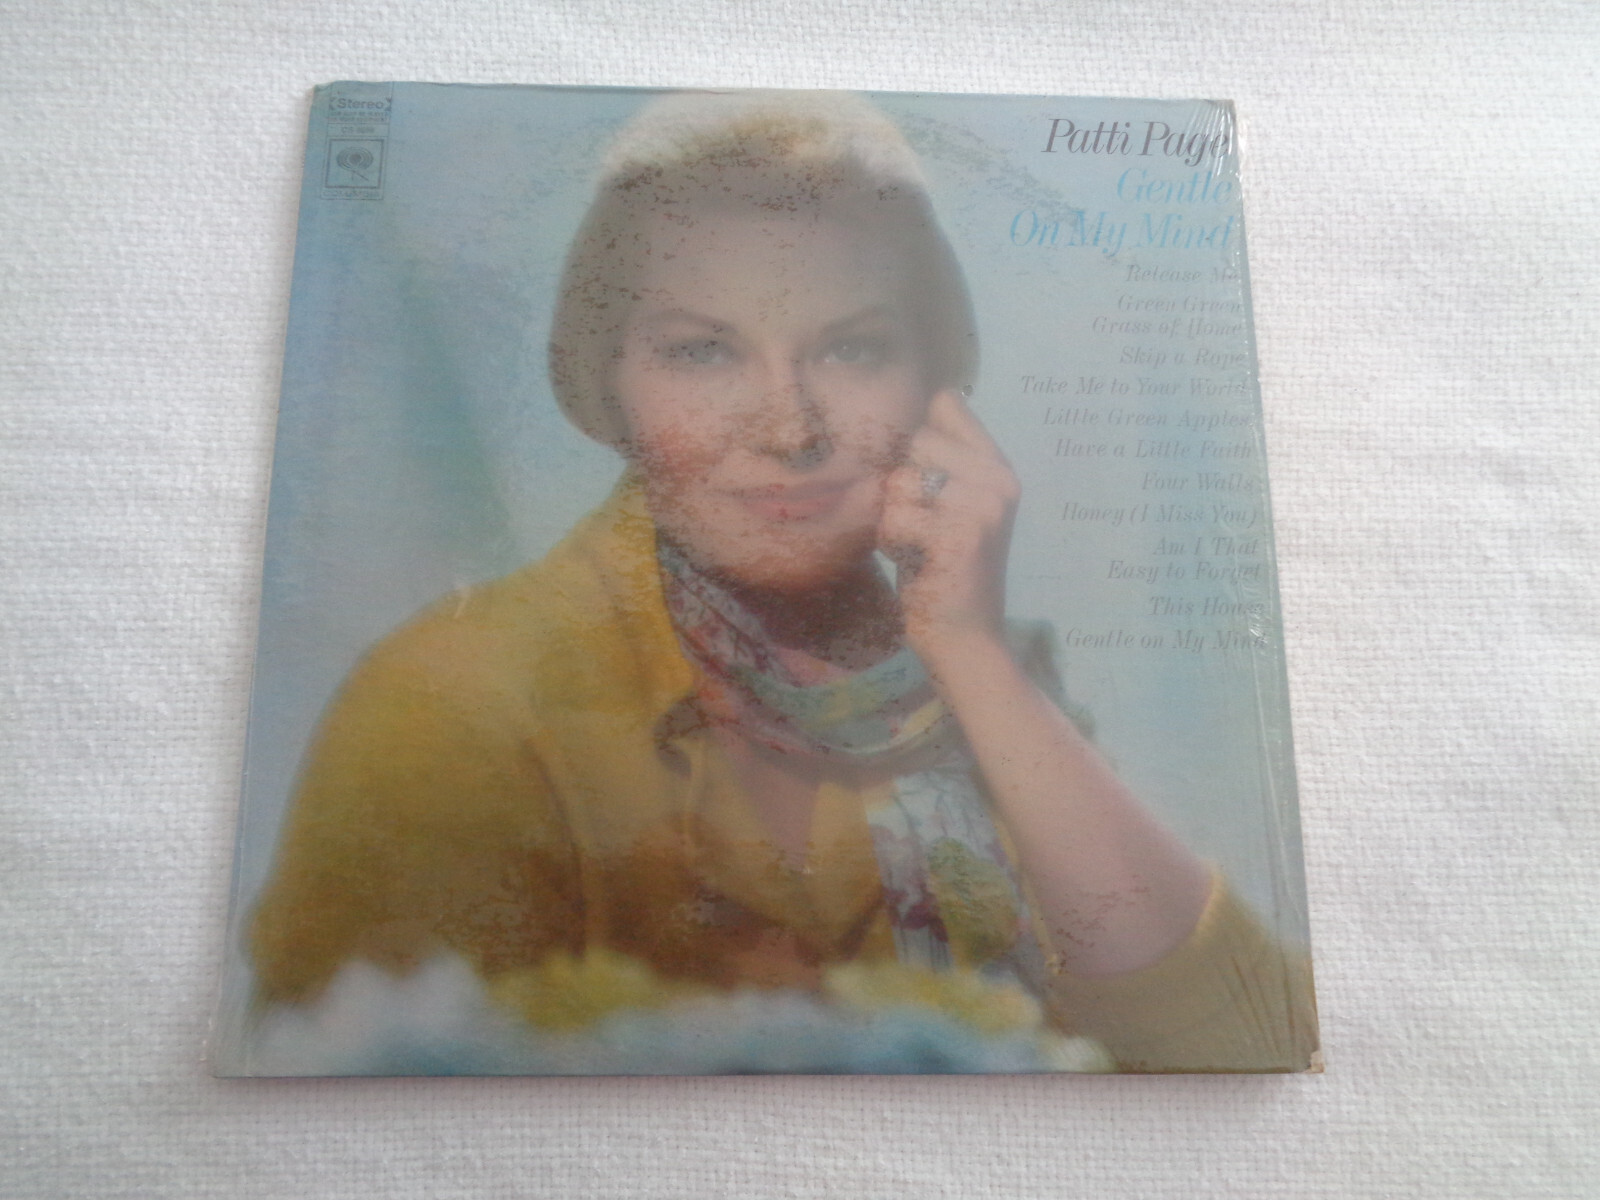 Stereo
Patti Page
Gentle
On My Mind
Release Me
Green Green
Grass of Home
Skip a Rope
Take Me to Your World
Little Green Apples
Have a Little Faith
Four Walls
Honey (I Miss You)
Am I That
Easy to Forget
This House
Gentle on My Mind